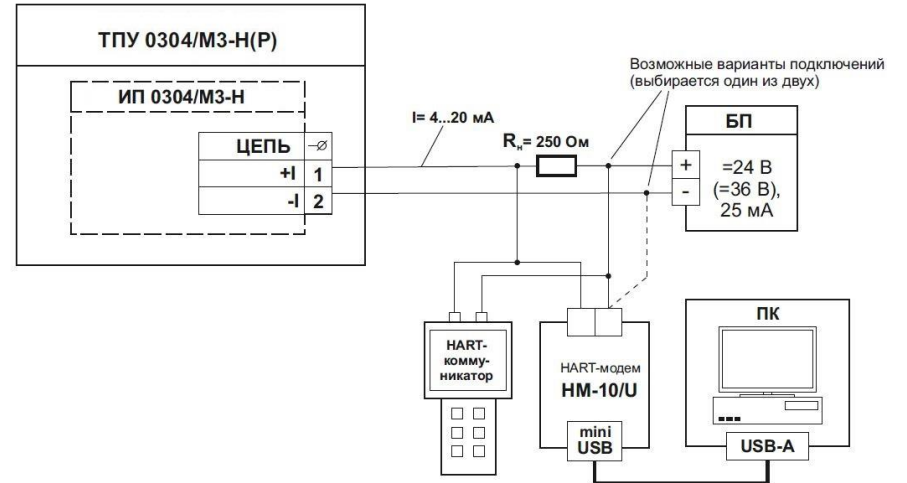 ТПУ 0304/М3-Н(Р)
ИП 0304/М3-Н
ЦЕПЬ
+I 1
-I 2
I= 4...20 мА
Rн= 250 Ом
Возможные варианты подключений
(выбирается один из двух)
БП
+
-
=24 В
(=36 В),
25 мА
HART-
комму-
никатор
HART-модем
HM-10/U
mini
USB
ПК
USB-A